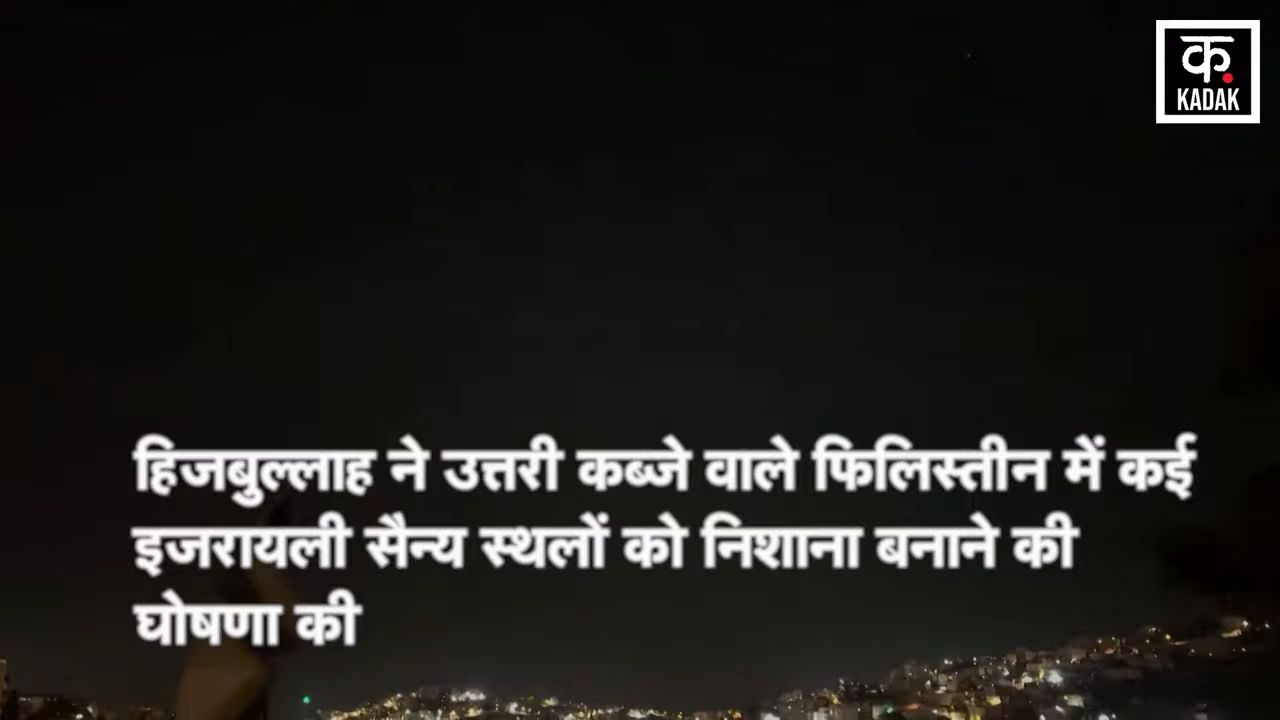 क
KADAK
हिजबुल्लाह ने उत्तरी कब्जे वाले फिलिस्तीन में कई
इजरायली सैन्य स्थलों को निशाना बनाने की
घोषणा की